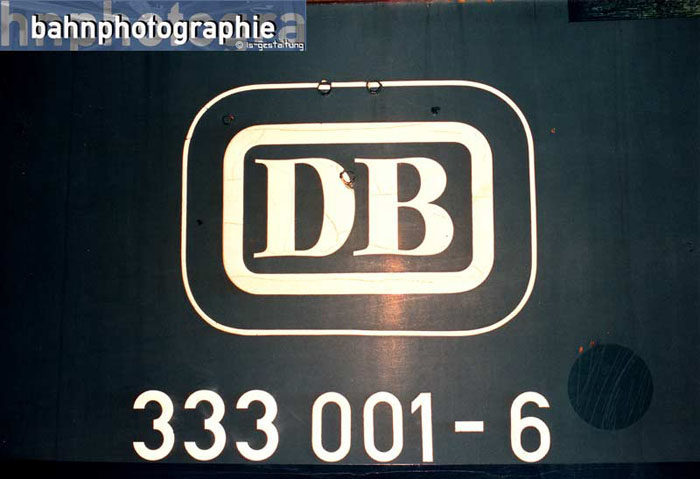 bahnphotographie
© ls-gestaltung
DB
333 001-6